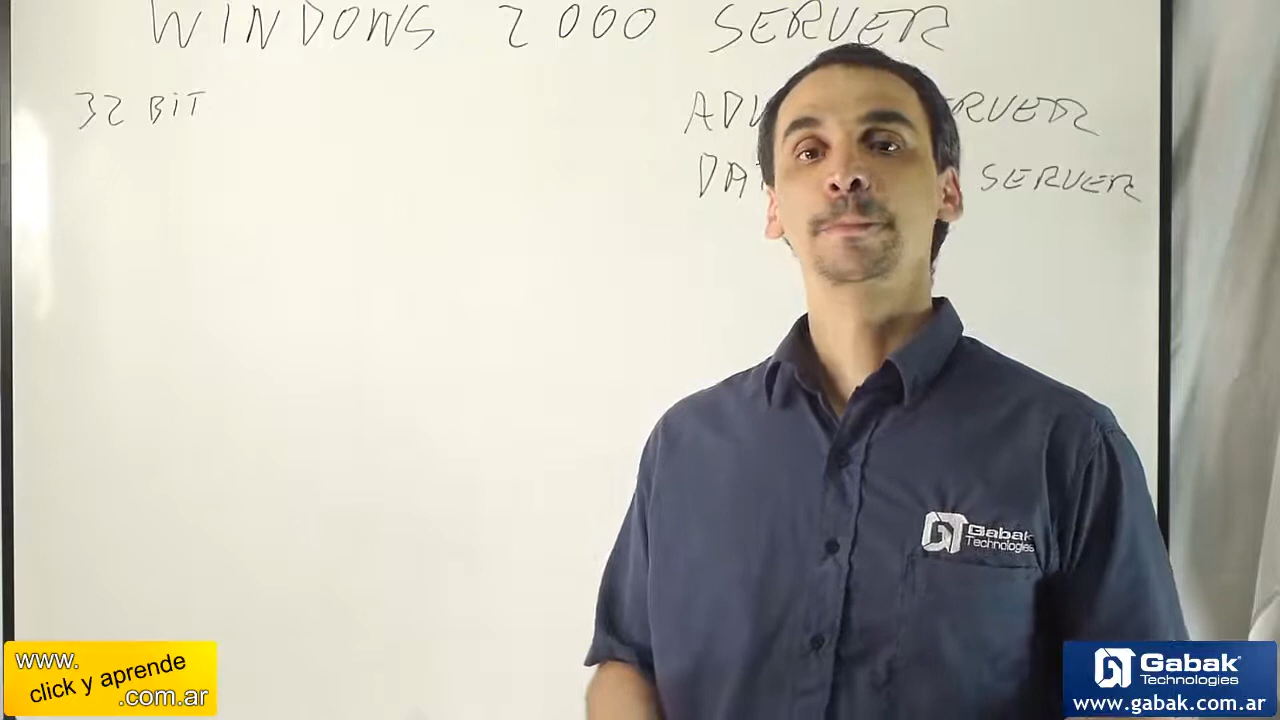 WINDOWS 2000 SERVER
32 BIT
SERVER
Gabak
Technologies
www.
click y aprende
.com.ar
Gabak
Technologies
www.gabak.com.ar